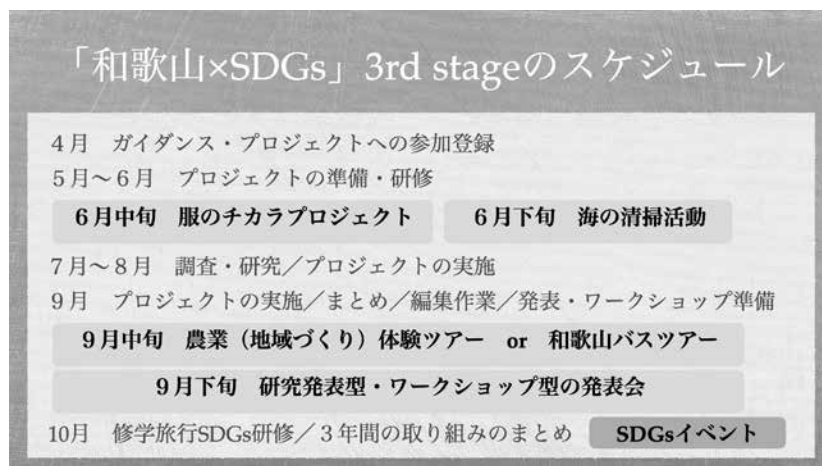 「和歌山×SDGs」3rd stageのスケジュール
4月　ガイダンス・プロジェクトへの参加登録
5月～6月　プロジェクトの準備・研修
6月中旬　服のチカラプロジェクト　6月下旬　海の清掃活動
7月～8月　調査・研究／プロジェクトの実施
9月　プロジェクトの実施／まとめ／編集作業／発表・ワークショップ準備
9月中旬　農業（地域づくり）体験ツアー　or　和歌山バスツアー
9月下旬　研究発表型・ワークショップ型の発表会
10月　修学旅行SDGs研修／3年間の取り組みのまとめ　SDGsイベント